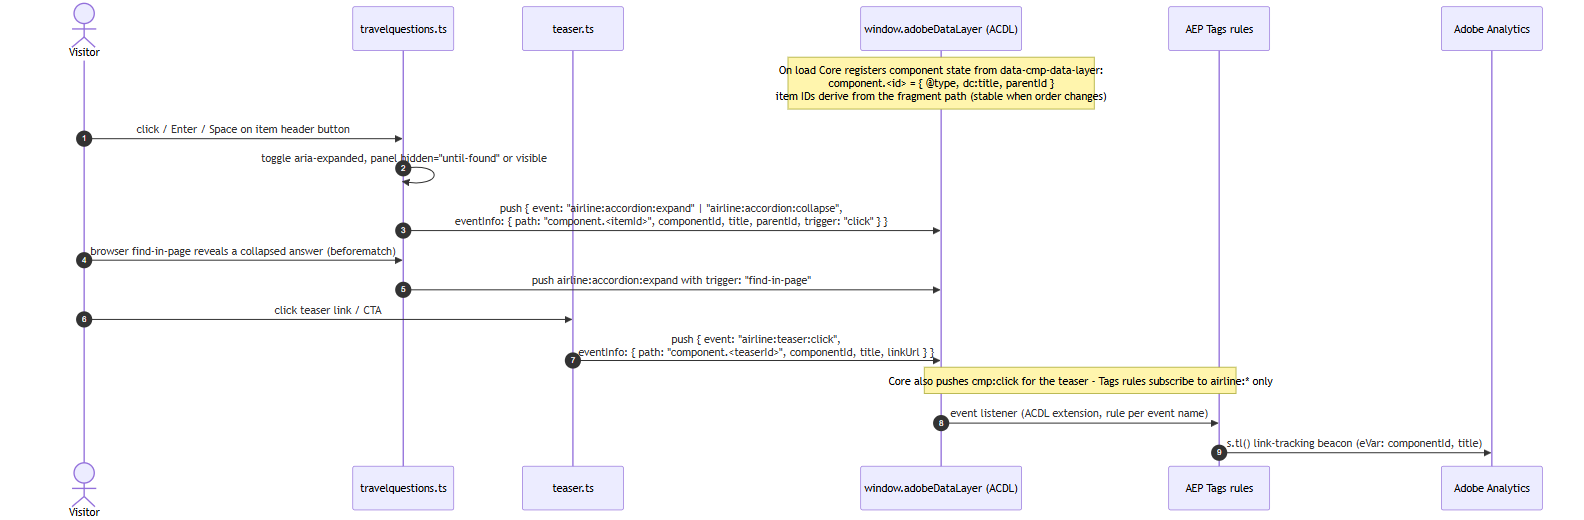 Visitor
travelquestions.ts
teaser.ts
window.adobeDataLayer (ACDL)
AEP Tags rules
Adobe Analytics
On load Core registers component state from data-cmp-data-layer:
component.<id> = { @type, dc:title, parentId }
item IDs derive from the fragment path (stable when order changes)
1
click / Enter / Space on item header button
toggle aria-expanded, panel hidden="until-found" or visible
2
push { event: "airline:accordion:expand" | "airline:accordion:collapse",
eventInfo: { path: "component.<itemId>", componentId, title, parentId, trigger: "click" } }
3
browser find-in-page reveals a collapsed answer (beforematch)
4
push airline:accordion:expand with trigger: "find-in-page"
5
click teaser link / CTA
6
push { event: "airline:teaser:click",
eventInfo: { path: "component.<teaserId>", componentId, title, linkUrl } }
7
Core also pushes cmp:click for the teaser - Tags rules subscribe to airline:* only
event listener (ACDL extension, rule per event name)
8
s.tl() link-tracking beacon (eVar: componentId, title)
9
Visitor
travelquestions.ts
teaser.ts
window.adobeDataLayer (ACDL)
AEP Tags rules
Adobe Analytics